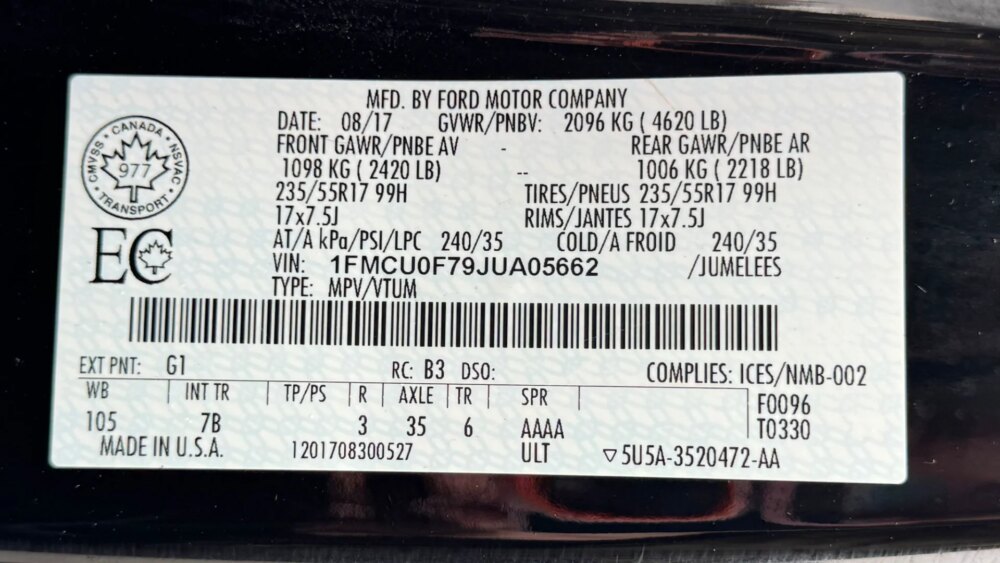 MFD. BY FORD MOTOR COMPANY
DATE: 08/17 GVWR/PNBV: 2096 KG ( 4620 LB)
FRONT GAWR/PNBE AV - REAR GAWR/PNBE AR
1098 KG ( 2420 LB) -- 1006 KG ( 2218 LB)
235/55R17 99H TIRES/PNEUS 235/55R17 99H
17x7.5J RIMS/JANTES 17x7.5J
AT/A kPa/PSI/LPC 240/35 COLD/A FROID 240/35
VIN: 1FMCU0F79JUA05662 /JUMELEES
TYPE: MPV/VTUM
CANADA
CMVSS
NSVAC
977
TRANSPORT
EC
EXT PNT: G1 RC: B3 DSO: COMPLIES: ICES/NMB-002
WB | INT TR | TP/PS | R | AXLE | TR | SPR | F0096
105 7B 3 35 6 AAAA T0330
MADE IN U.S.A. 1201708300527 ULT ▽5U5A-3520472-AA